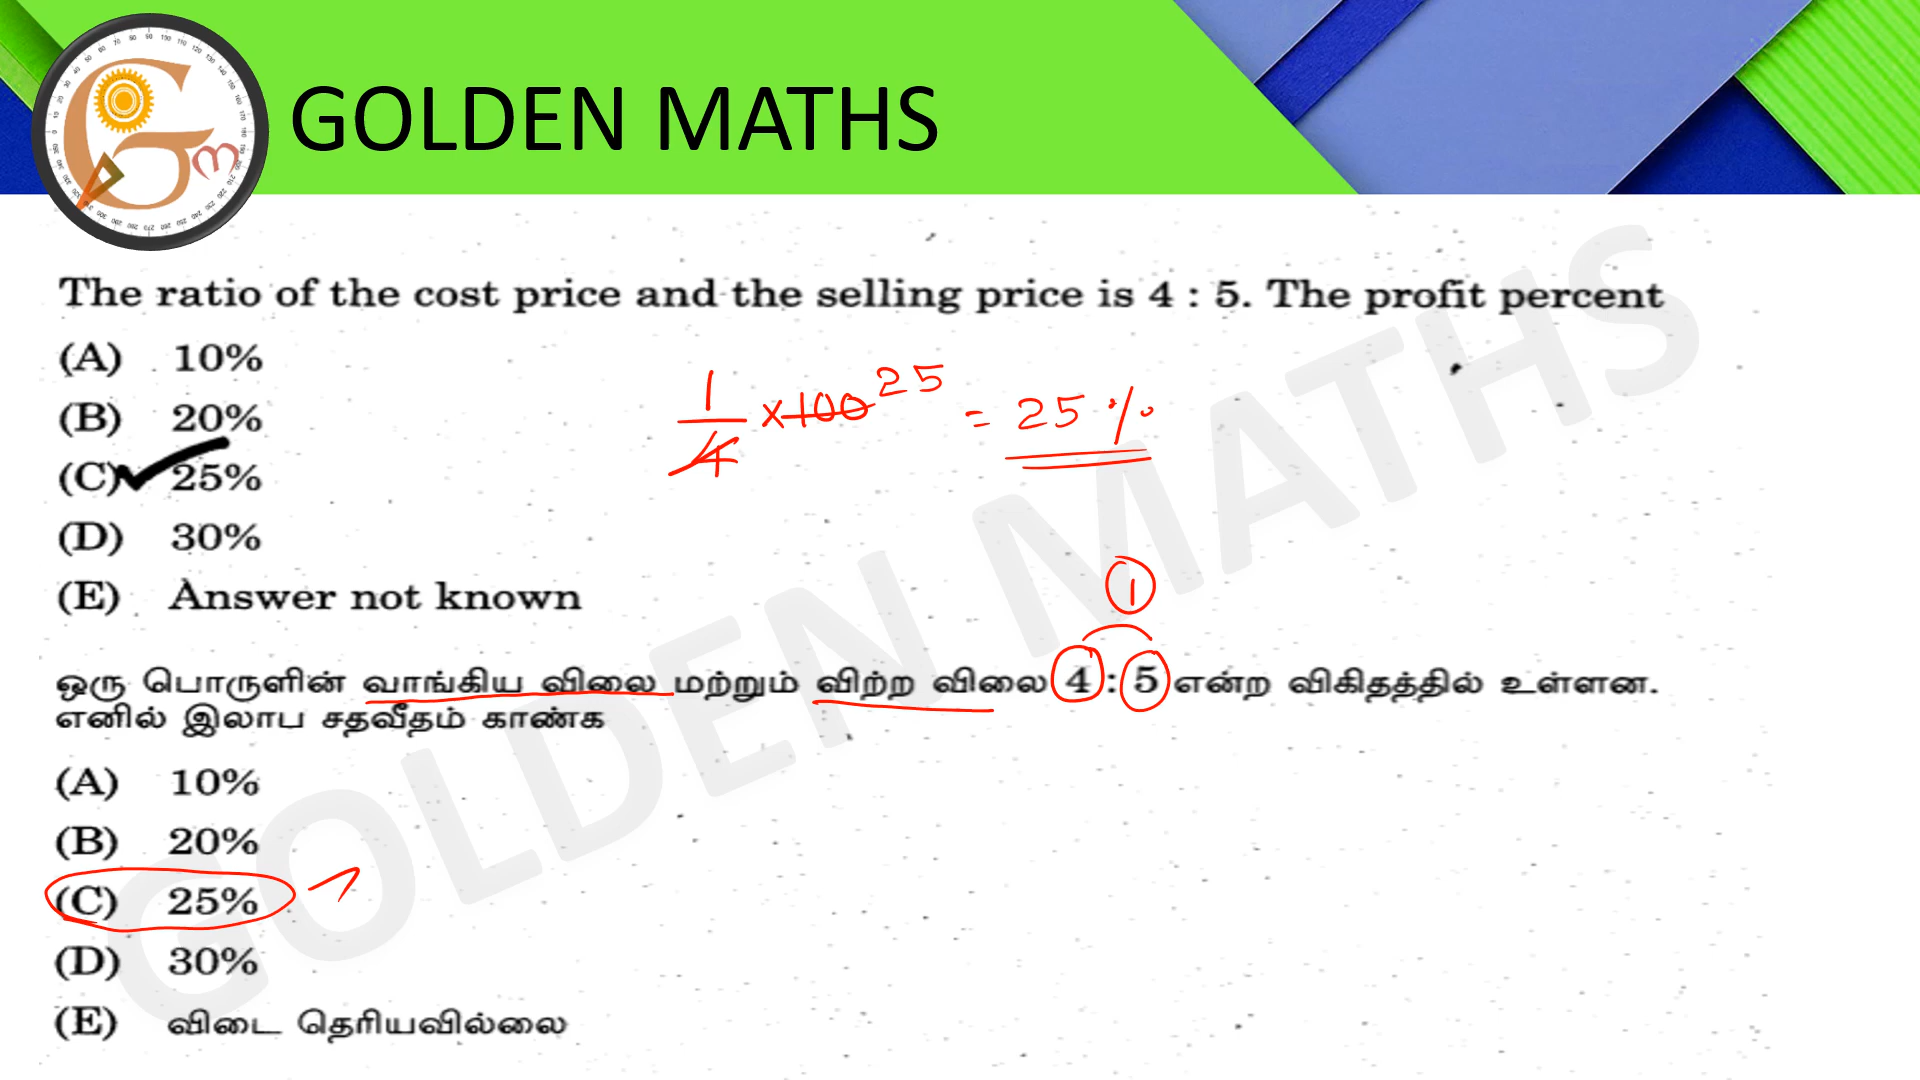 GOLDEN MATHS
The ratio of the cost price and the selling price is 4 : 5. The profit percent
(A) 10%
(B) 20%
(C) 25%
(D) 30%
(E) Answer not known
1/4 ×100 25 = 25 %
1
ஒரு பொருளின் வாங்கிய விலை மற்றும் விற்ற விலை 4 : 5 என்ற விகிதத்தில் உள்ளன.
எனில் இலாப சதவீதம் காண்க
(A) 10%
(B) 20%
(C) 25%
(D) 30%
(E) விடை தெரியவில்லை
GOLDEN MATHS